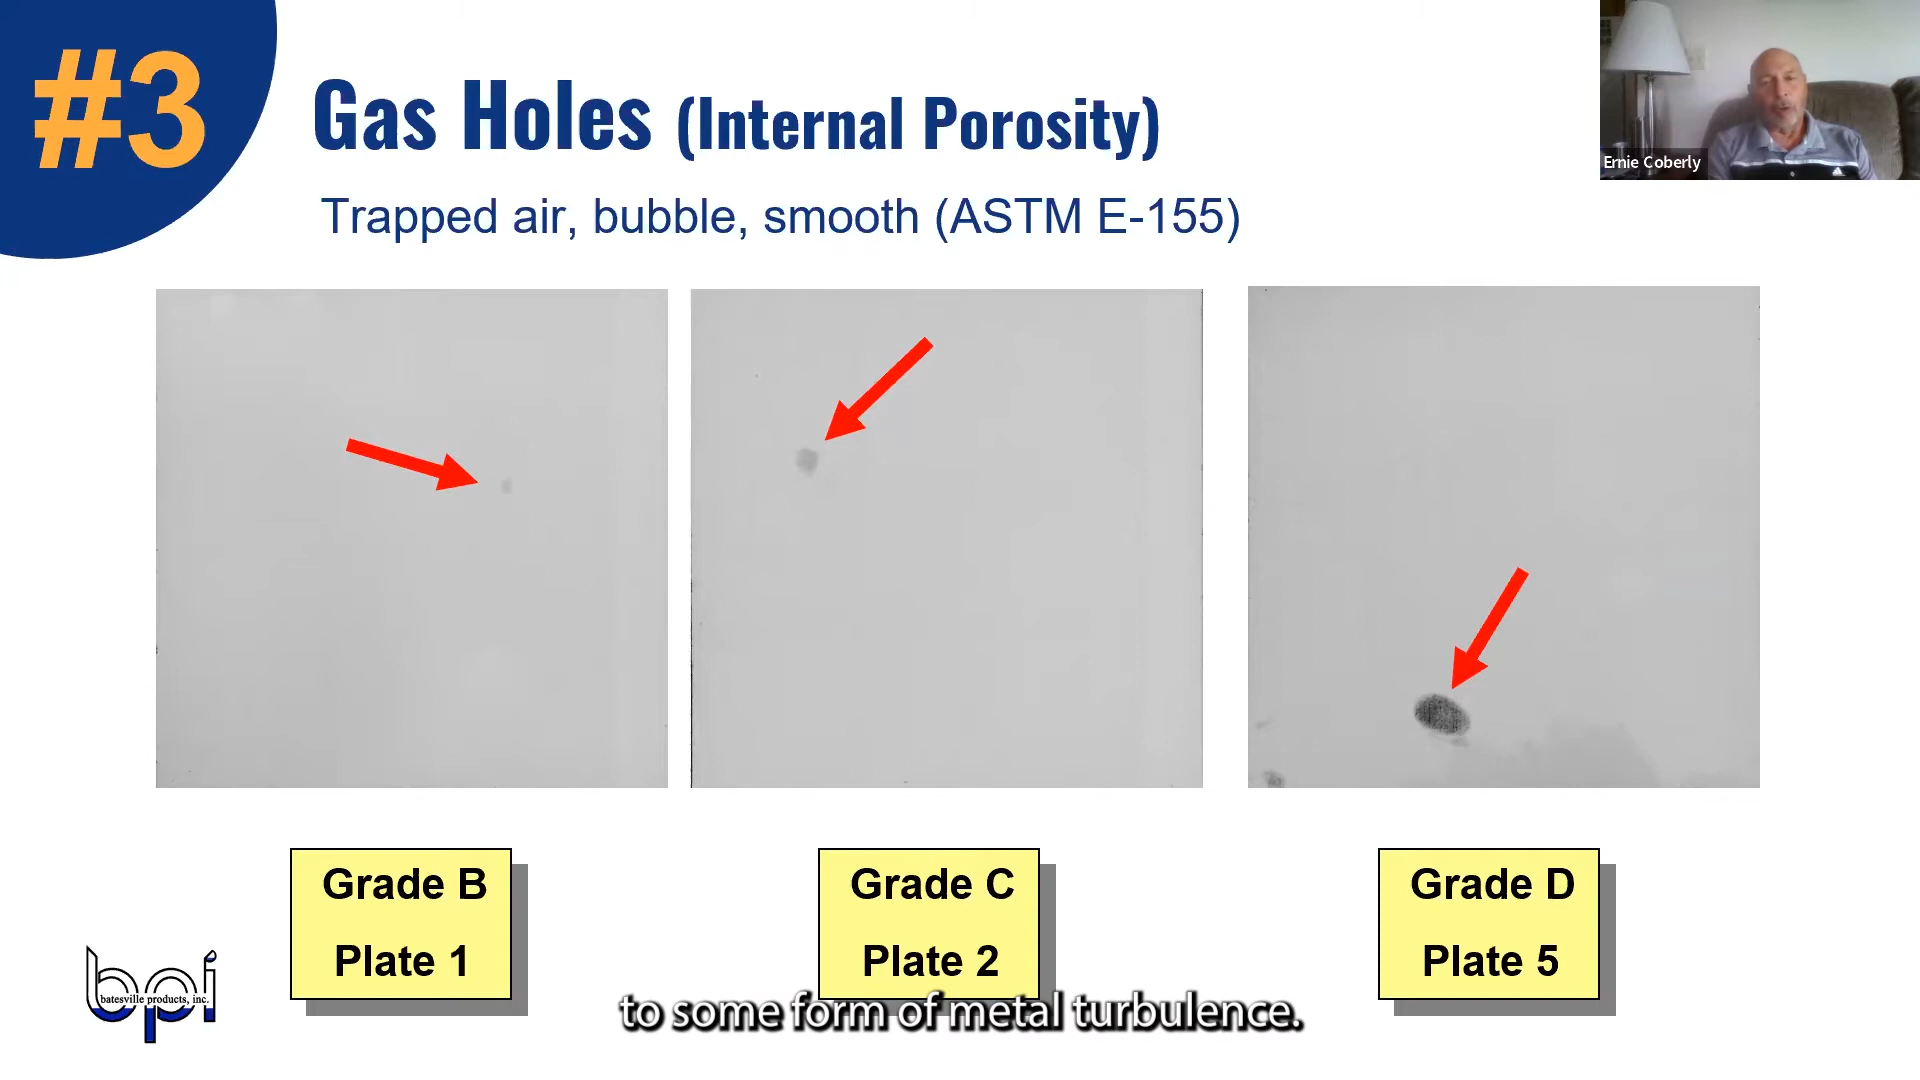 #3
Gas Holes (Internal Porosity)
Trapped air, bubble, smooth (ASTM E-155)
Ernie Coberly
Grade B
Plate 1
Grade C
Plate 2
Grade D
Plate 5
bpi
batesville products, inc.
to some form of metal turbulence.